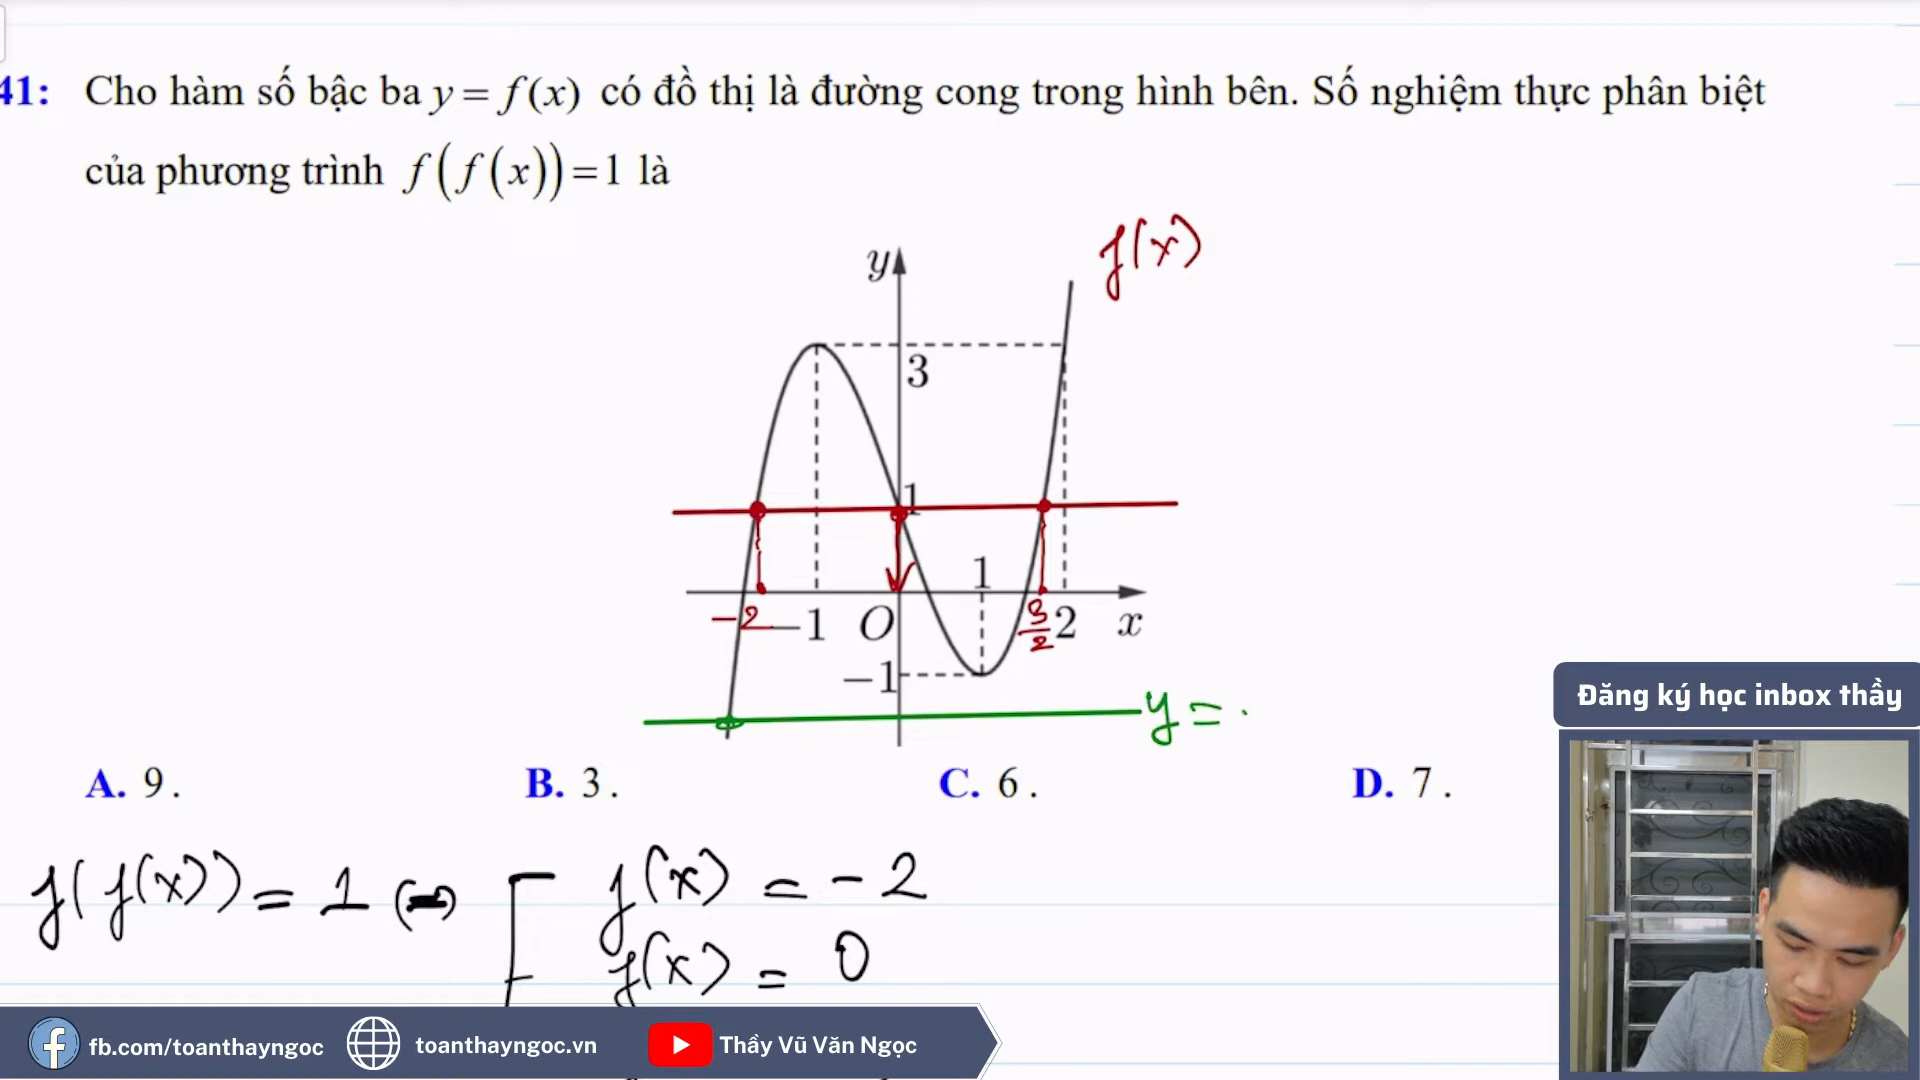 41: Cho hàm số bậc ba y = f(x) có đồ thị là đường cong trong hình bên. Số nghiệm thực phân biệt
của phương trình f(f(x)) = 1 là
f(x)
y
3
1
1
-2
-1
O
3/2
2
x
-1
y = .
A. 9 .
B. 3 .
C. 6 .
D. 7 .
Đăng ký học inbox thầy
f(f(x)) = 1 (↔) [ f(x) = -2
f(x) = 0
fb.com/toanthayngoc
toanthayngoc.vn
Thầy Vũ Văn Ngọc